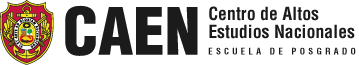 CAEN
Centro de Altos
Estudios Nacionales
ESCUELA DE POSGRADO